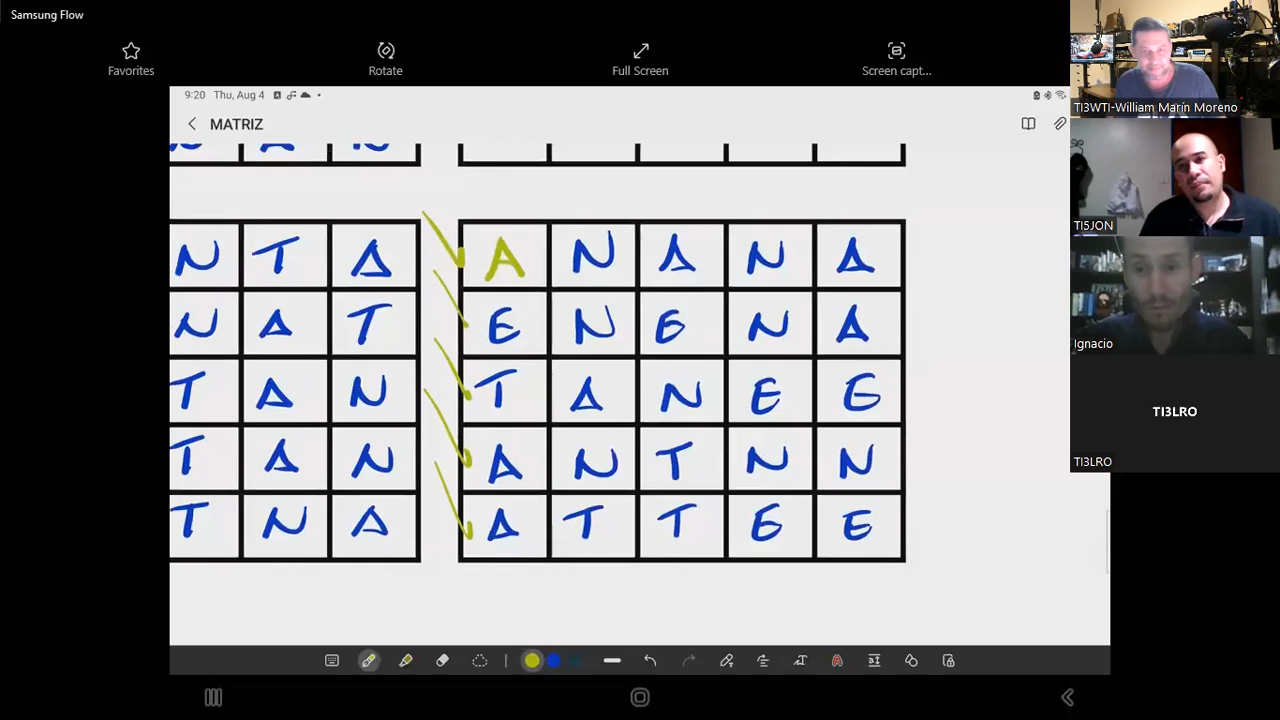 Samsung Flow
Favorites Rotate Full Screen Screen capt...
9:20 Thu, Aug 4
MATRIZ
N T A A N A N A
N A T E N E N A
T A N T A N E E
T A N A N T N N
T N A A T T E E
TI3WTI-William Marín Moreno
TI5JON
Ignacio
TI3LRO
TI3LRO